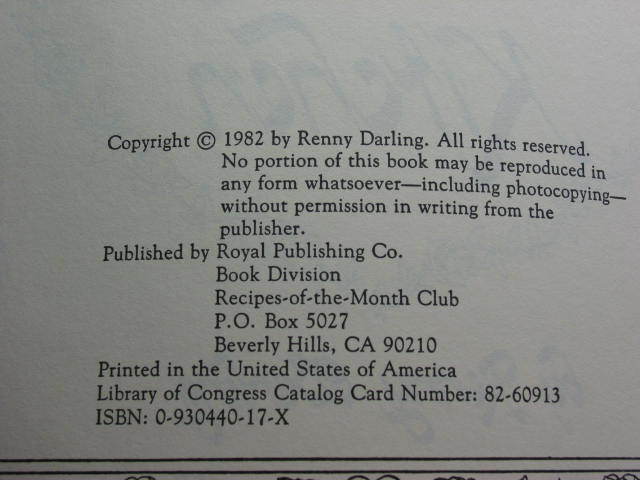 Copyright © 1982 by Renny Darling. All rights reserved.
No portion of this book may be reproduced in
any form whatsoever—including photocopying—
without permission in writing from the
publisher.
Published by Royal Publishing Co.
Book Division
Recipes-of-the-Month Club
P.O. Box 5027
Beverly Hills, CA 90210
Printed in the United States of America
Library of Congress Catalog Card Number: 82-60913
ISBN: 0-930440-17-X